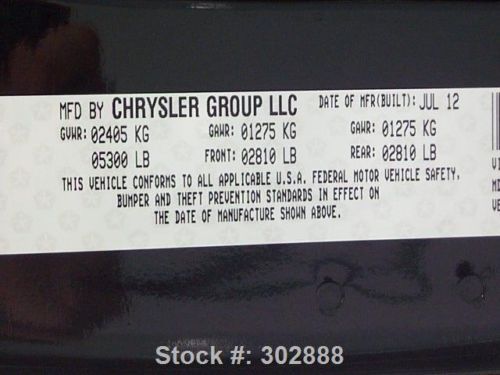 MFD BY CHRYSLER GROUP LLC DATE OF MFR(BUILT): JUL 12
GVWR: 02405 KG GAWR: 01275 KG GAWR: 01275 KG
05300 LB FRONT: 02810 LB REAR: 02810 LB
THIS VEHICLE CONFORMS TO ALL APPLICABLE U.S.A. FEDERAL MOTOR VEHICLE SAFETY,
BUMPER AND THEFT PREVENTION STANDARDS IN EFFECT ON
THE DATE OF MANUFACTURE SHOWN ABOVE.
Stock #: 302888